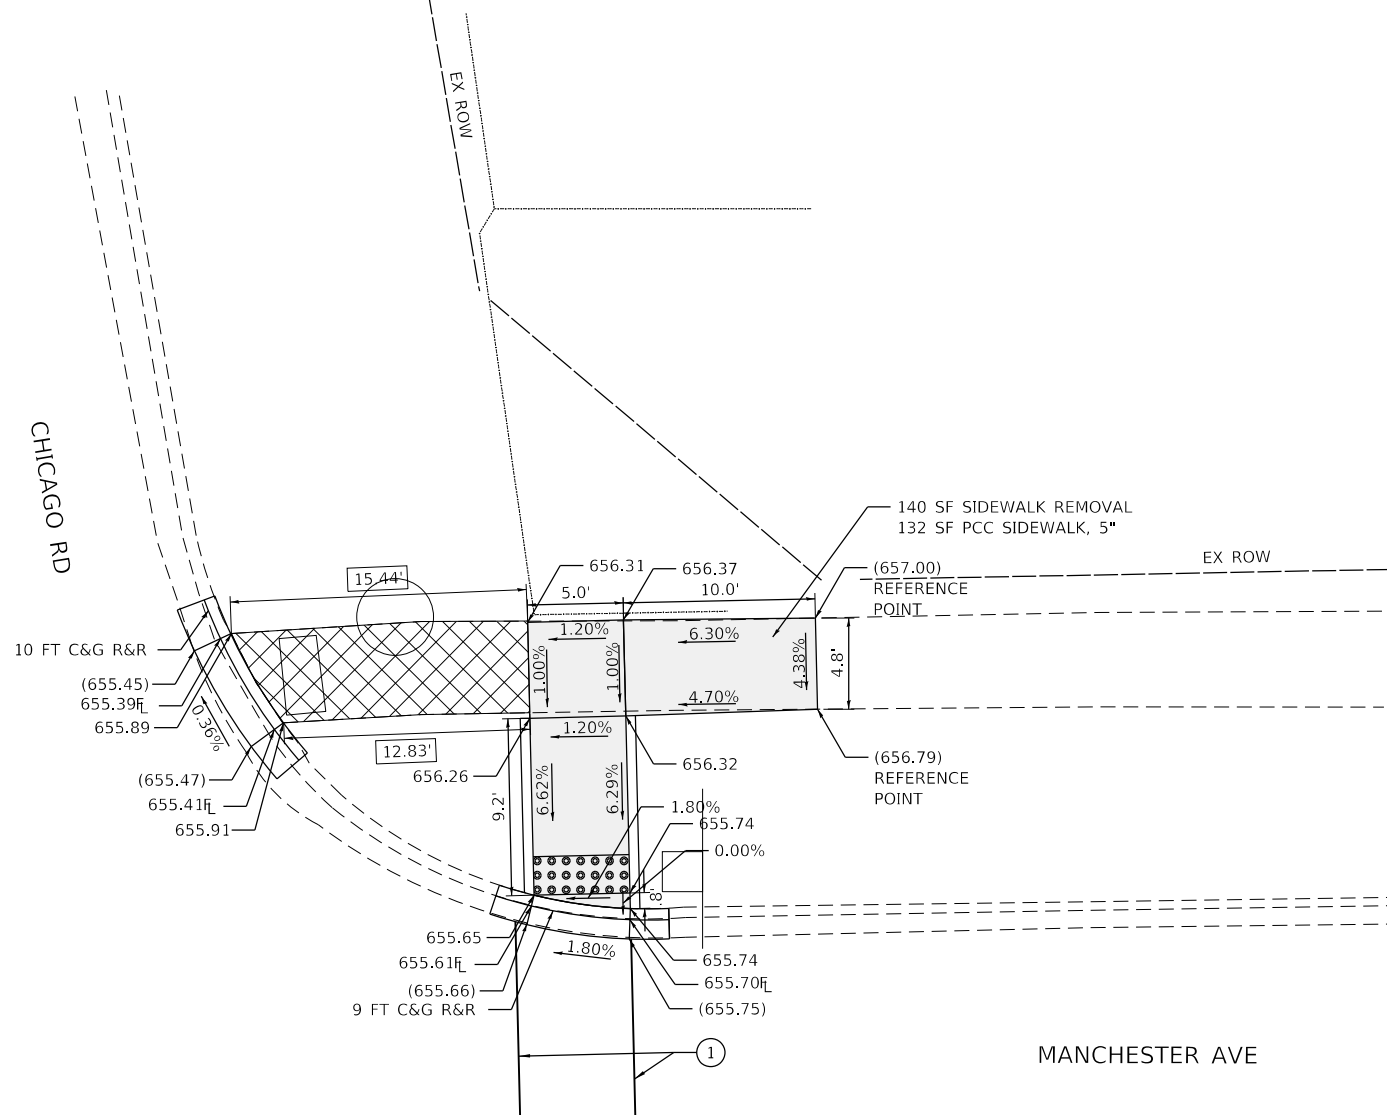 EX ROW
CHICAGO RD
140 SF SIDEWALK REMOVAL
132 SF PCC SIDEWALK, 5"
EX ROW
656.31
656.37
(657.00)
REFERENCE
POINT
15.44'
5.0'
10.0'
1.20%
6.30%
10 FT C&G R&R
1.00%
1.00%
4.38%
4.8'
(655.45)
655.39FL
655.89
0.36%
4.70%
1.20%
12.83'
656.26
656.32
(656.79)
REFERENCE
POINT
(655.47)
655.41FL
655.91
9.2'
6.62%
6.29%
1.80%
655.74
0.00%
.8'
655.65
655.61FL
(655.66)
9 FT C&G R&R
1.80%
655.74
655.70FL
(655.75)
1
MANCHESTER AVE